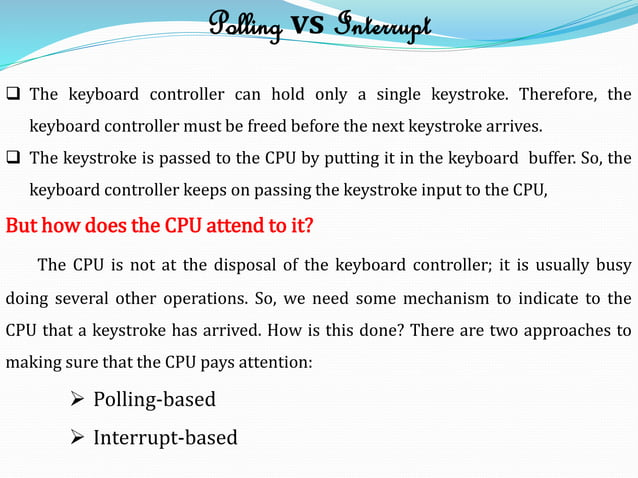 Polling vs Interrupt
❑ The keyboard controller can hold only a single keystroke. Therefore, the
keyboard controller must be freed before the next keystroke arrives.
❑ The keystroke is passed to the CPU by putting it in the keyboard buffer. So, the
keyboard controller keeps on passing the keystroke input to the CPU,
But how does the CPU attend to it?
The CPU is not at the disposal of the keyboard controller; it is usually busy
doing several other operations. So, we need some mechanism to indicate to the
CPU that a keystroke has arrived. How is this done? There are two approaches to
making sure that the CPU pays attention:
➢ Polling-based
➢ Interrupt-based